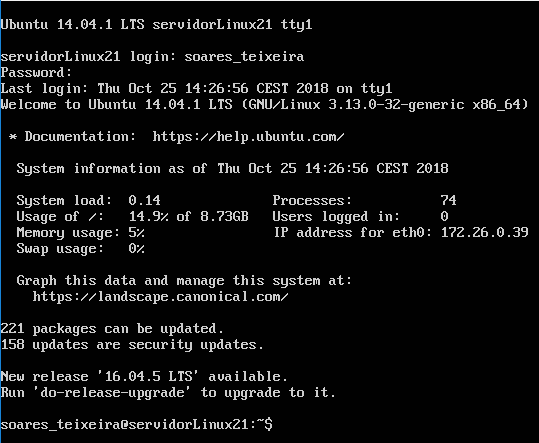 Ubuntu 14.04.1 LTS servidorLinux21 tty1
servidorLinux21 login: soares_teixeira
Password:
Last login: Thu Oct 25 14:26:56 CEST 2018 on tty1
Welcome to Ubuntu 14.04.1 LTS (GNU/Linux 3.13.0-32-generic x86_64)
* Documentation:  https://help.ubuntu.com/
System information as of Thu Oct 25 14:26:56 CEST 2018
System load:  0.14              Processes:           74
Usage of /:   14.9% of 8.73GB   Users logged in:     0
Memory usage: 5%                IP address for eth0: 172.26.0.39
Swap usage:   0%
Graph this data and manage this system at:
https://landscape.canonical.com/
221 packages can be updated.
158 updates are security updates.
New release '16.04.5 LTS' available.
Run 'do-release-upgrade' to upgrade to it.
soares_teixeira@servidorLinux21:~$